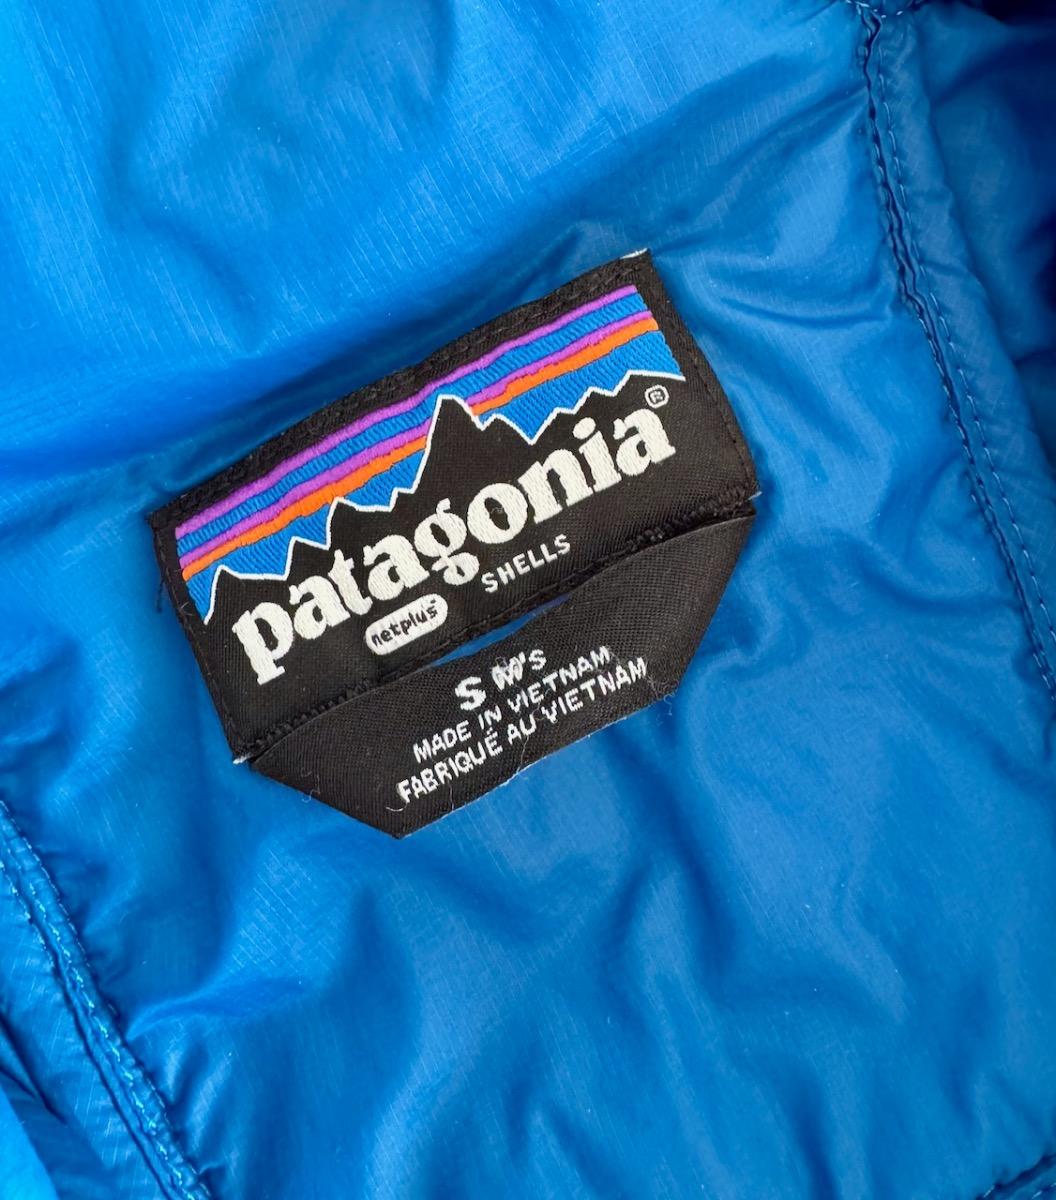 patagonia®
netplus® SHELLS
S M'S
MADE IN VIETNAM
FABRIQUÉ AU VIETNAM